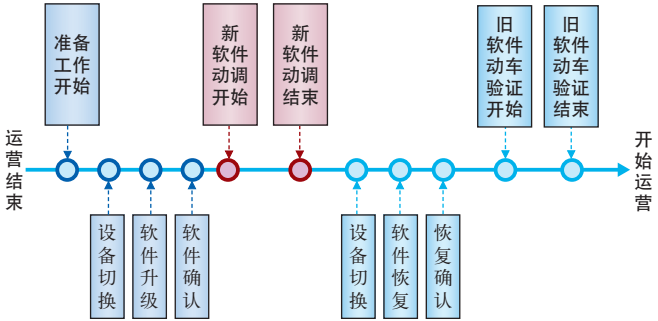 准备
工作
开始
新
软件
动调
开始
新
软件
动调
结束
旧
软件
动车
验证
开始
旧
软件
动车
验证
结束
运营结束
开始运营
设备切换
软件升级
软件确认
设备切换
软件恢复
恢复确认